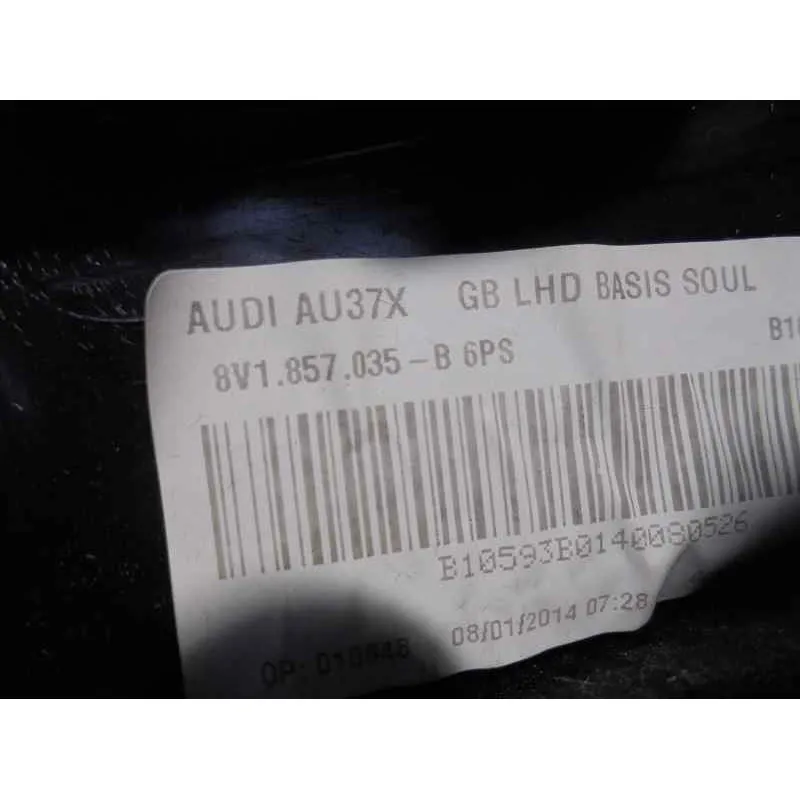 AUDI AU37X GB LHD BASIS SOUL
8V1.857.035-B 6PS
B10593B0140080526
08/01/2014 07:28